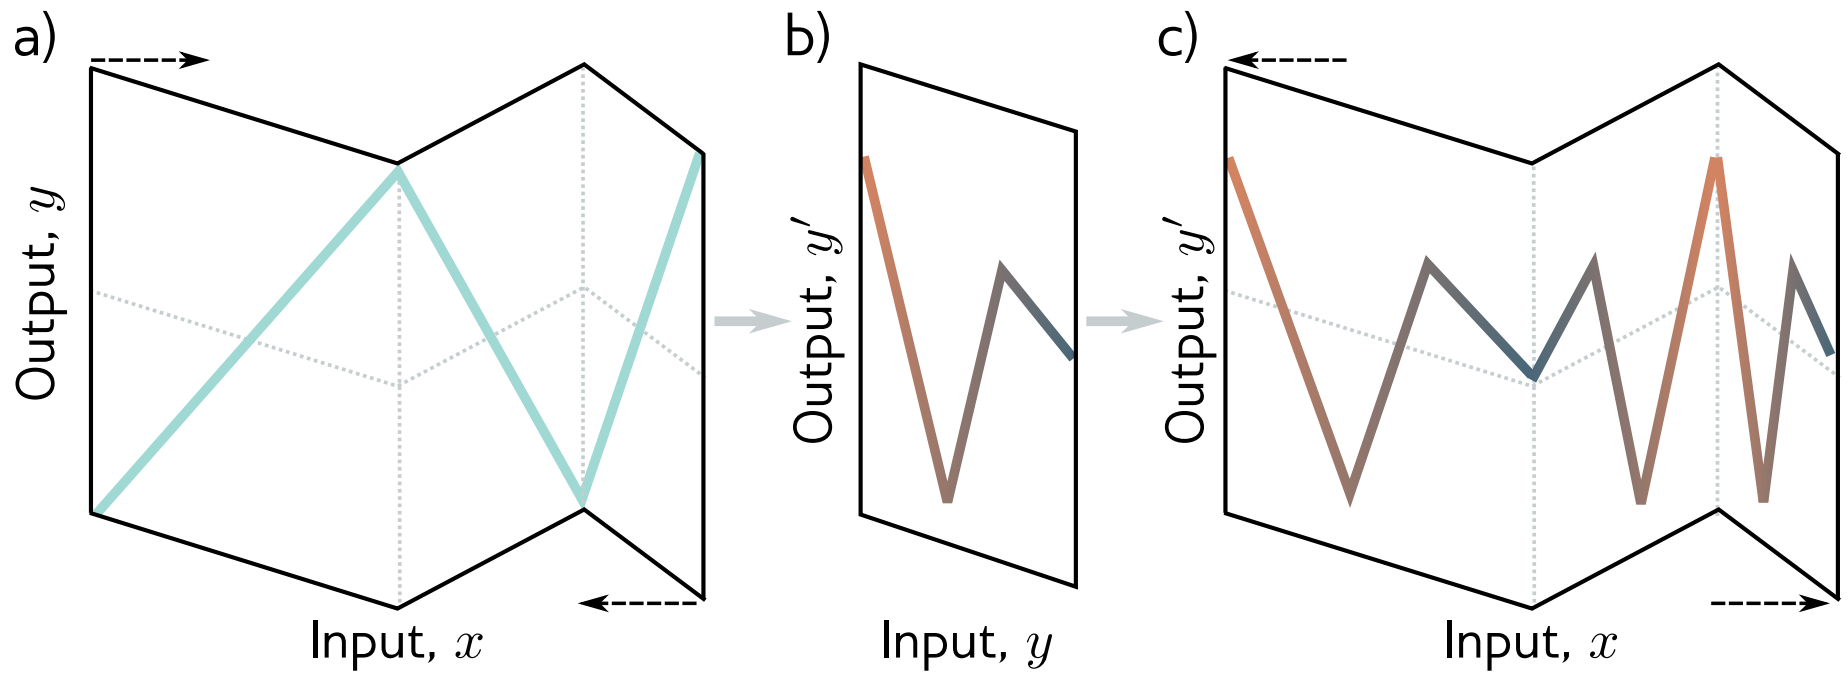 a)
Output, y
Input, x
b)
Output, y′
Input, y
c)
Output, y′
Input, x